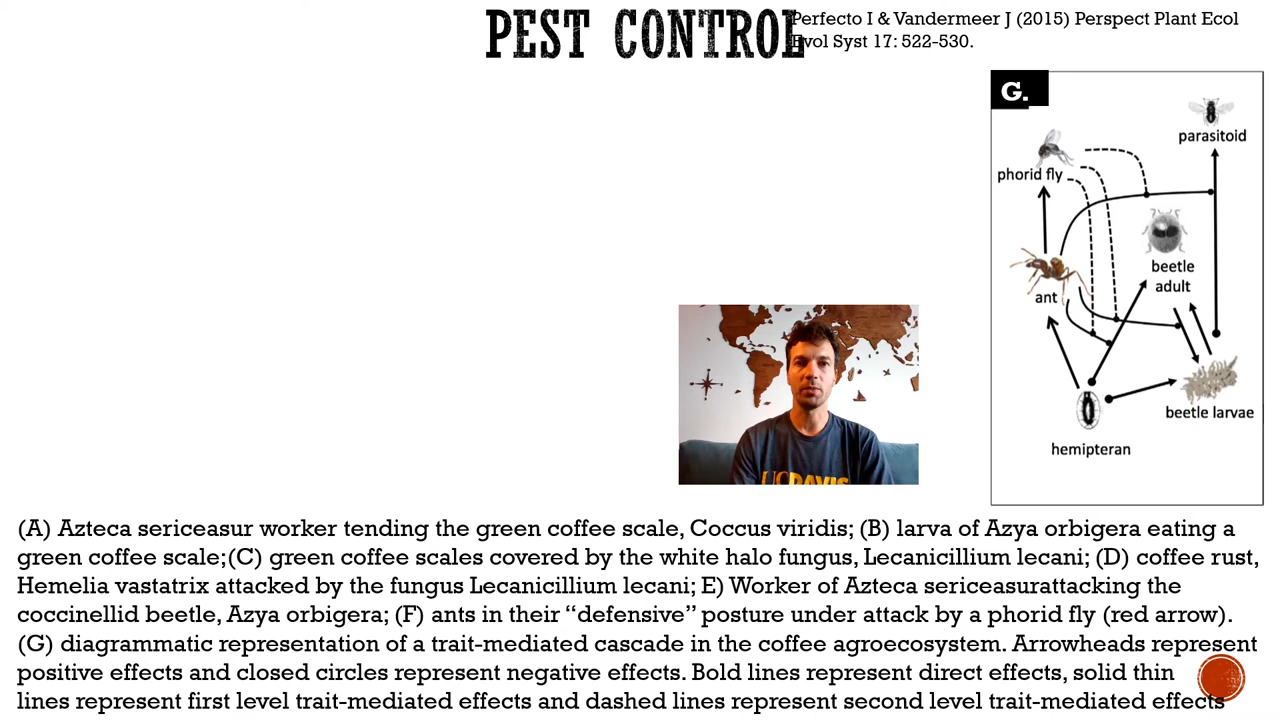 PEST CONTROL
Perfecto I & Vandermeer J (2015) Perspect Plant Ecol
Evol Syst 17: 522-530.
G.
parasitoid
phorid fly
beetle
adult
ant
beetle larvae
hemipteran
UC DAVIS
(A) Azteca sericeasur worker tending the green coffee scale, Coccus viridis; (B) larva of Azya orbigera eating a
green coffee scale;(C) green coffee scales covered by the white halo fungus, Lecanicillium lecani; (D) coffee rust,
Hemelia vastatrix attacked by the fungus Lecanicillium lecani; E) Worker of Azteca sericeasurattacking the
coccinellid beetle, Azya orbigera; (F) ants in their “defensive” posture under attack by a phorid fly (red arrow).
(G) diagrammatic representation of a trait-mediated cascade in the coffee agroecosystem. Arrowheads represent
positive effects and closed circles represent negative effects. Bold lines represent direct effects, solid thin
lines represent first level trait-mediated effects and dashed lines represent second level trait-mediated effects